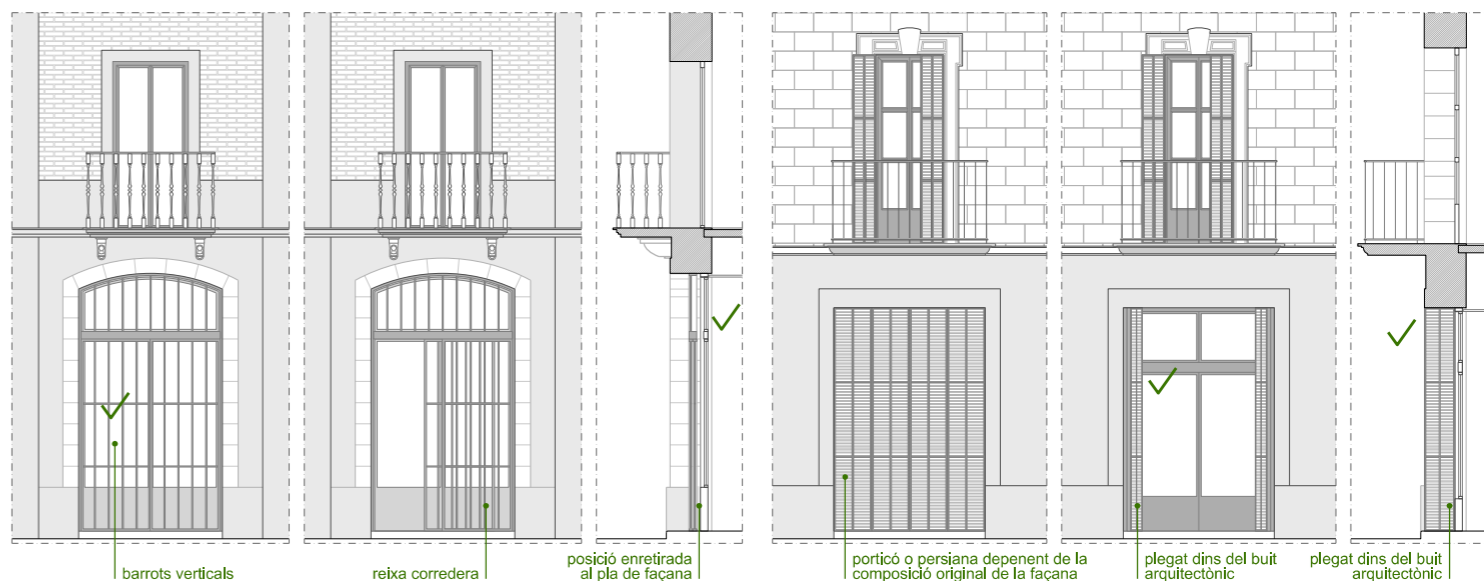 barrots verticals
reixa corredera
posició enretirada
al pla de façana
porticó o persiana depenent de la
composició original de la façana
plegat dins del buit
arquitectònic
plegat dins del buit
arquitectònic